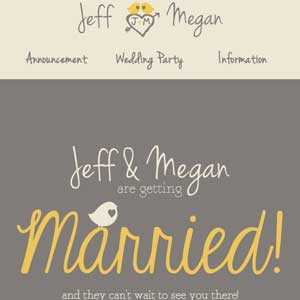 Jeff J M Megan
Announcement Wedding Party Information
Jeff & Megan
are getting
Married!
and they can't wait to see you there!